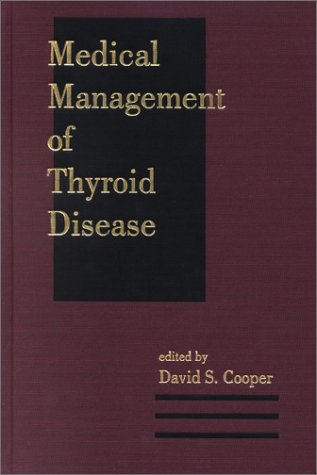 Medical
Management
of
Thyroid
Disease
edited by
David S. Cooper